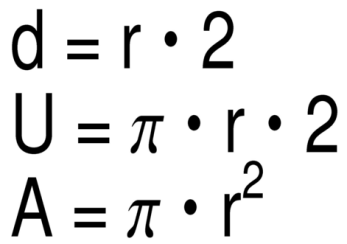 d = r • 2
U = π • r • 2
A = π • r²